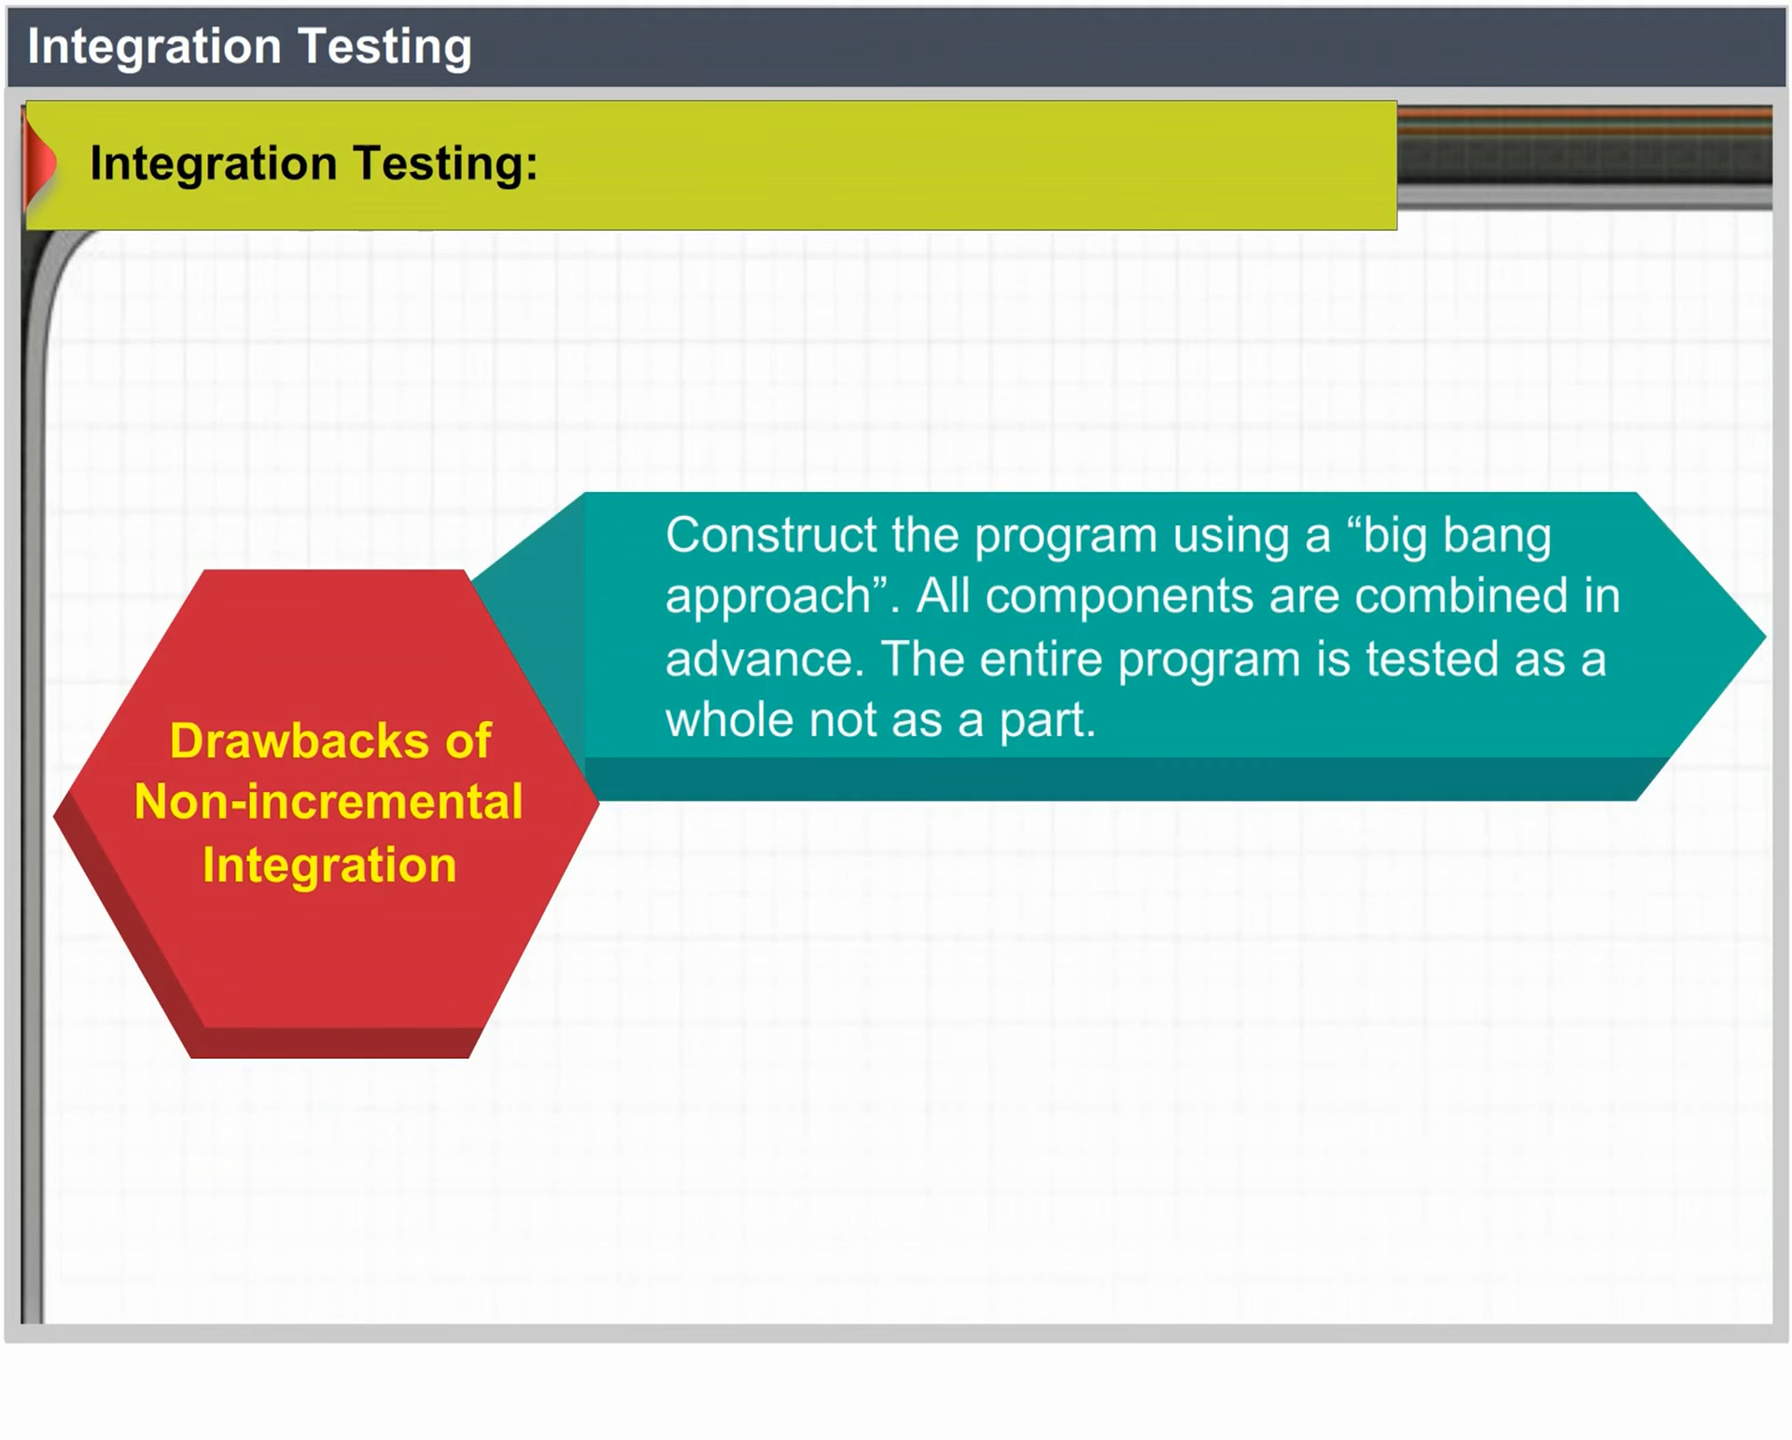 Integration Testing
Integration Testing:
Construct the program using a “big bang
approach”. All components are combined in
advance. The entire program is tested as a
whole not as a part.
Drawbacks of
Non-incremental
Integration